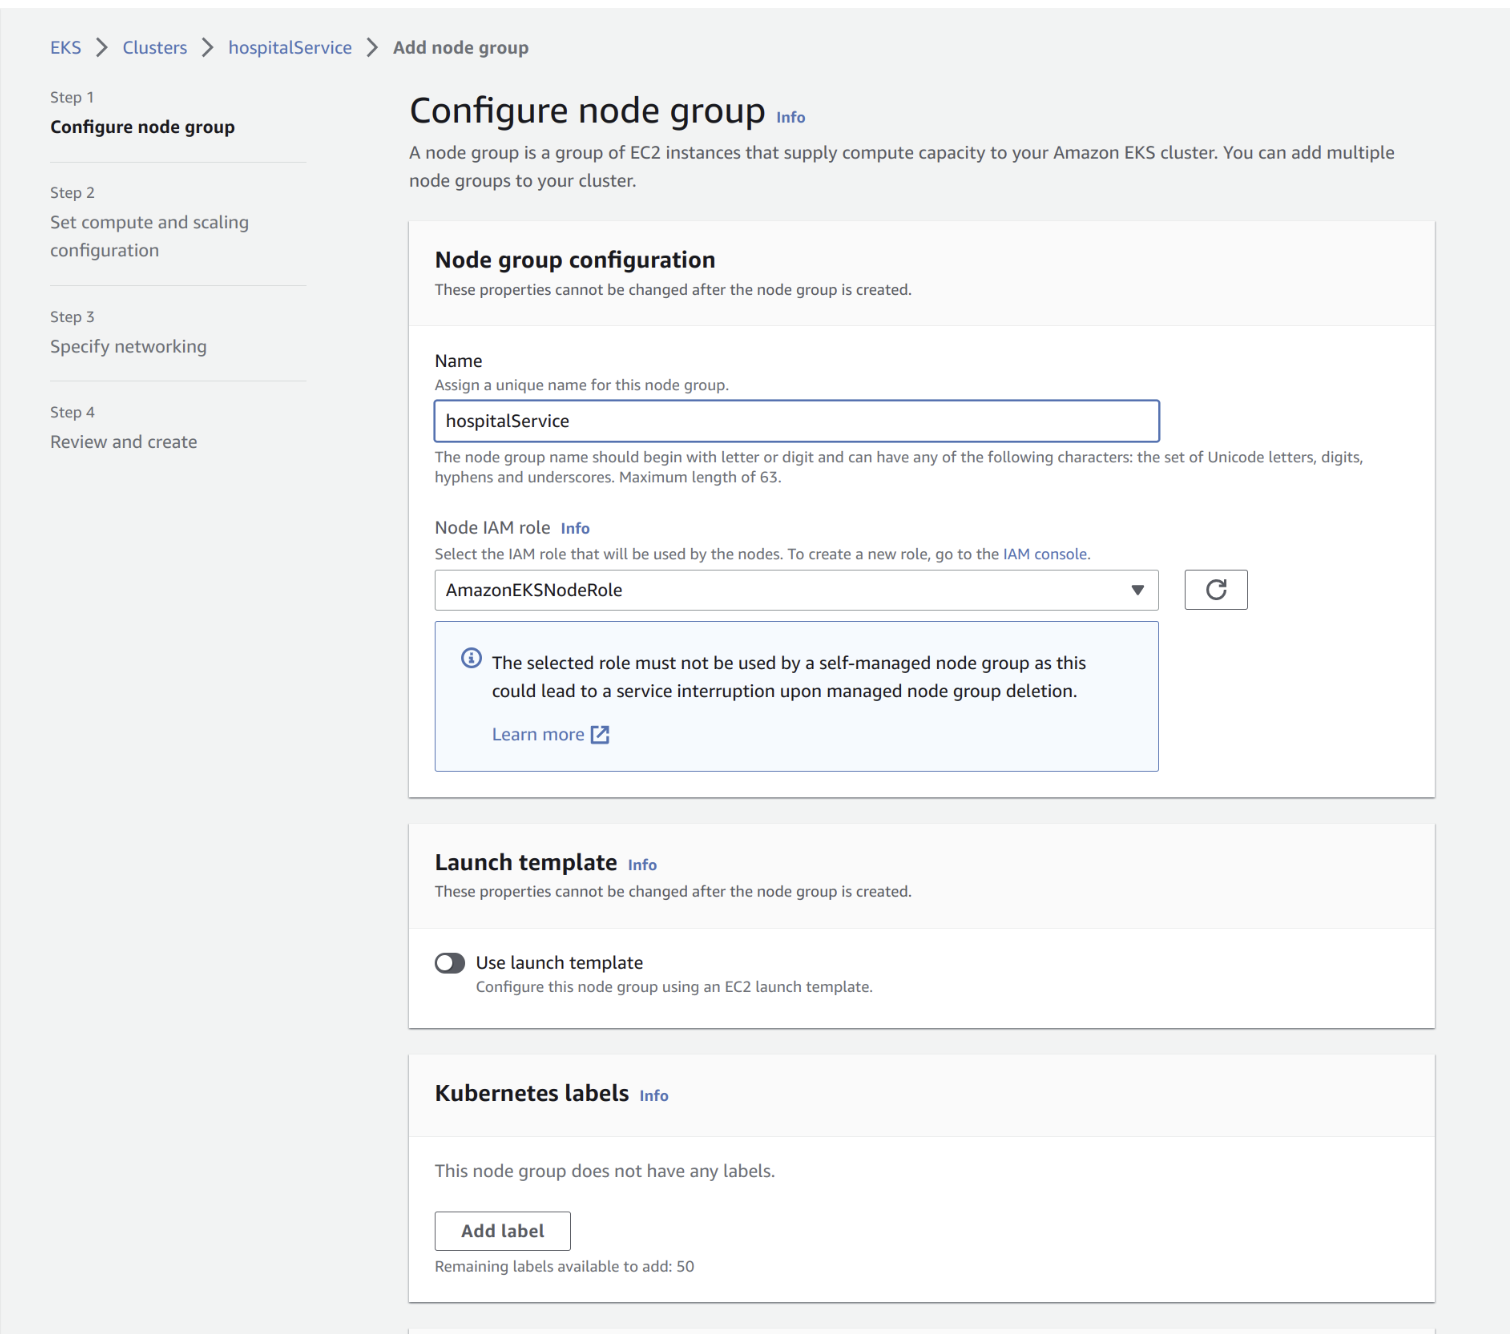 EKS > Clusters > hospitalService > Add node group
Step 1
Configure node group
Step 2
Set compute and scaling
configuration
Step 3
Specify networking
Step 4
Review and create
Configure node group Info
A node group is a group of EC2 instances that supply compute capacity to your Amazon EKS cluster. You can add multiple
node groups to your cluster.
Node group configuration
These properties cannot be changed after the node group is created.
Name
Assign a unique name for this node group.
hospitalService
The node group name should begin with letter or digit and can have any of the following characters: the set of Unicode letters, digits,
hyphens and underscores. Maximum length of 63.
Node IAM role Info
Select the IAM role that will be used by the nodes. To create a new role, go to the IAM console.
AmazonEKSNodeRole
The selected role must not be used by a self-managed node group as this
could lead to a service interruption upon managed node group deletion.
Learn more
Launch template Info
These properties cannot be changed after the node group is created.
Use launch template
Configure this node group using an EC2 launch template.
Kubernetes labels Info
This node group does not have any labels.
Add label
Remaining labels available to add: 50